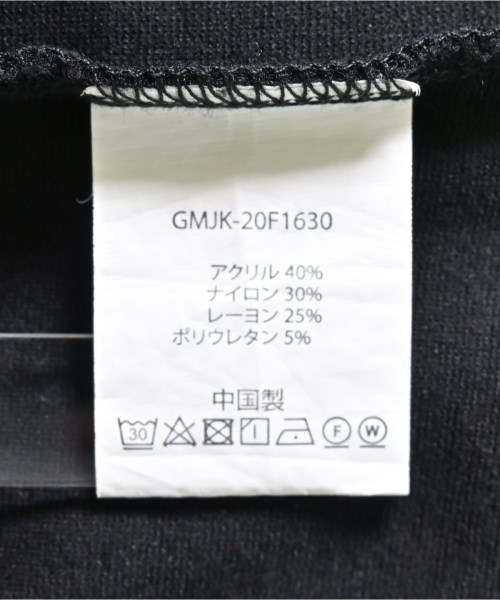 GMJK-20F1630
アクリル 40%
ナイロン 30%
レーヨン 25%
ポリウレタン 5%
中国製
30 F W